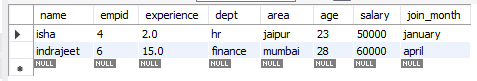 name empid experience dept area age salary join_month
isha 4 2.0 hr jaipur 23 50000 january
indrajeet 6 15.0 finance mumbai 28 60000 april
NULL NULL NULL NULL NULL NULL NULL NULL